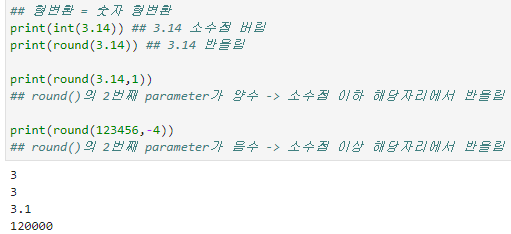 ## 형변환 = 숫자 형변환
print(int(3.14)) ## 3.14 소수점 버림
print(round(3.14)) ## 3.14 반올림
print(round(3.14,1))
## round()의 2번째 parameter가 양수 -> 소수점 이하 해당자리에서 반올림
print(round(123456,-4))
## round()의 2번째 parameter가 음수 -> 소수점 이상 해당자리에서 반올림
3
3
3.1
120000